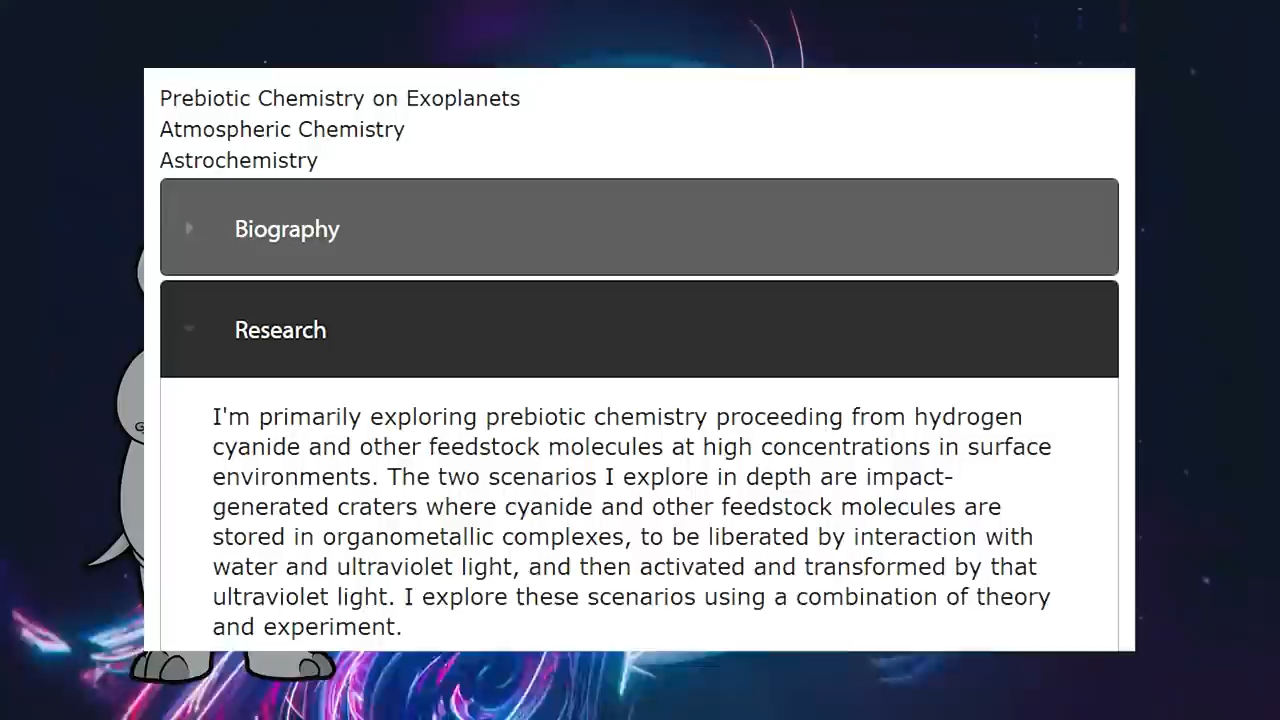 Prebiotic Chemistry on Exoplanets
Atmospheric Chemistry
Astrochemistry
Biography
Research
I'm primarily exploring prebiotic chemistry proceeding from hydrogen
cyanide and other feedstock molecules at high concentrations in surface
environments. The two scenarios I explore in depth are impact-
generated craters where cyanide and other feedstock molecules are
stored in organometallic complexes, to be liberated by interaction with
water and ultraviolet light, and then activated and transformed by that
ultraviolet light. I explore these scenarios using a combination of theory
and experiment.